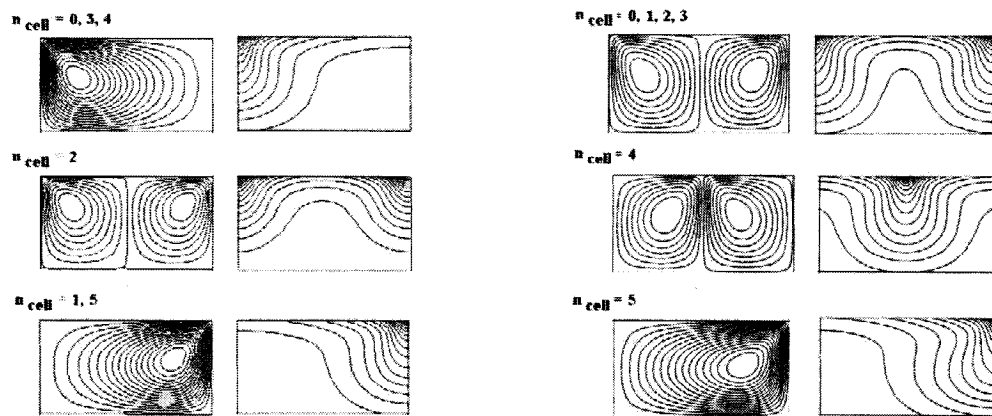 n cell = 0, 3, 4
n cell = 0, 1, 2, 3
n cell = 2
n cell = 4
n cell = 1, 5
n cell = 5